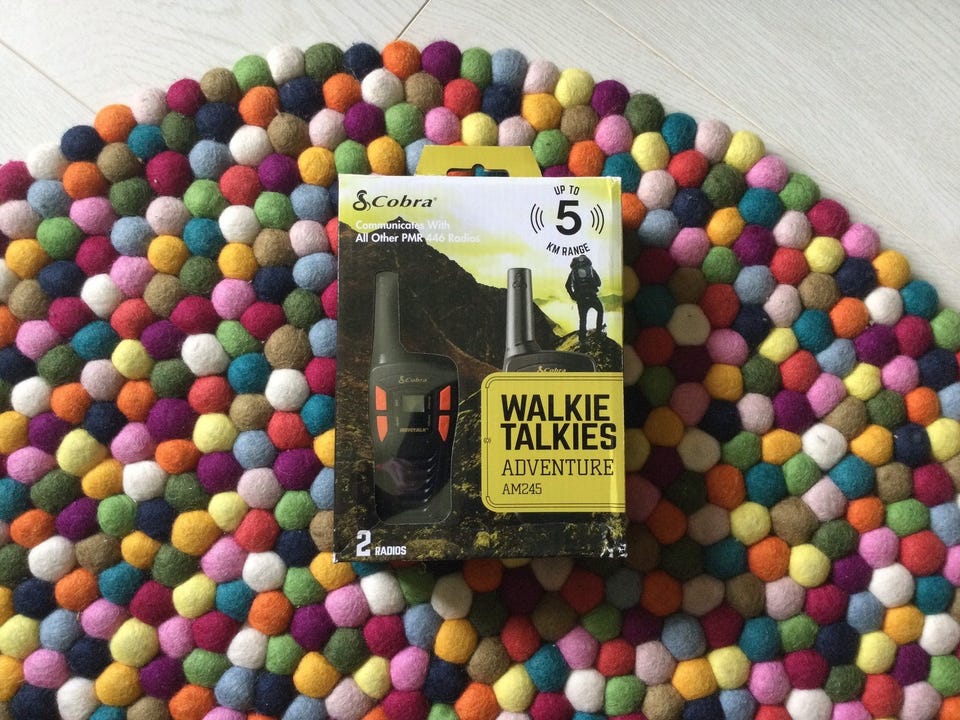 Cobra®
Communicates With
All Other PMR 446 Radios
UP TO
5
KM RANGE
Cobra
MICROTALK
Cobra
WALKIE
TALKIES
ADVENTURE
AM245
2 RADIOS